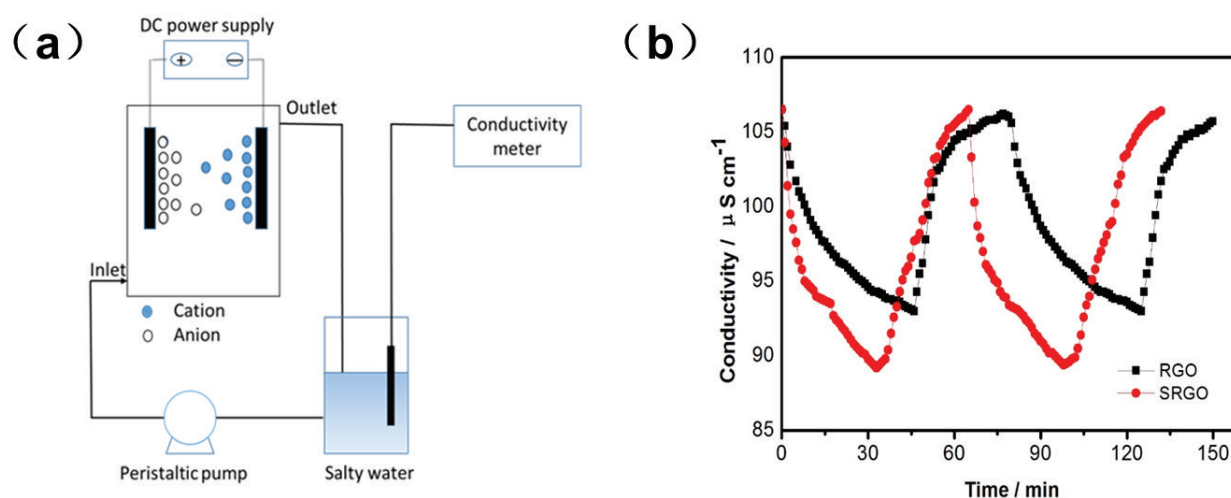 (a)
DC power supply
+
−
Outlet
Conductivity
meter
Inlet
Cation
Anion
Peristaltic pump
Salty water
(b)
Conductivity / μ S cm⁻¹
110
105
100
95
90
85
RGO
SRGO
0
30
60
90
120
150
Time / min